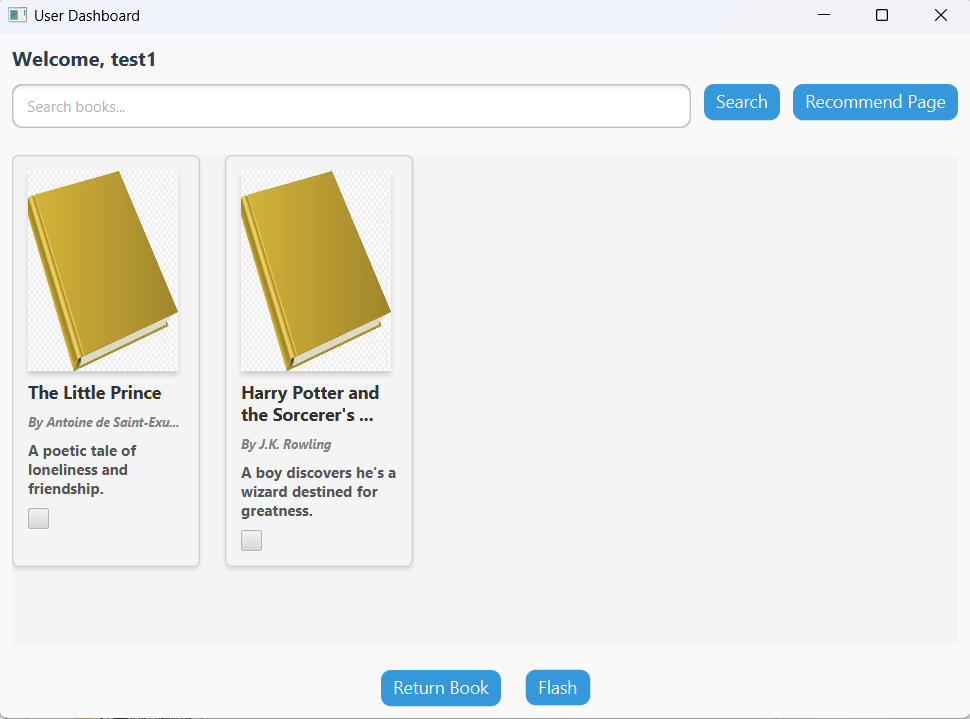 User Dashboard
Welcome, test1
Search books...
Search
Recommend Page
The Little Prince
By Antoine de Saint-Exu...
A poetic tale of
loneliness and
friendship.
Harry Potter and
the Sorcerer's ...
By J.K. Rowling
A boy discovers he's a
wizard destined for
greatness.
Return Book
Flash